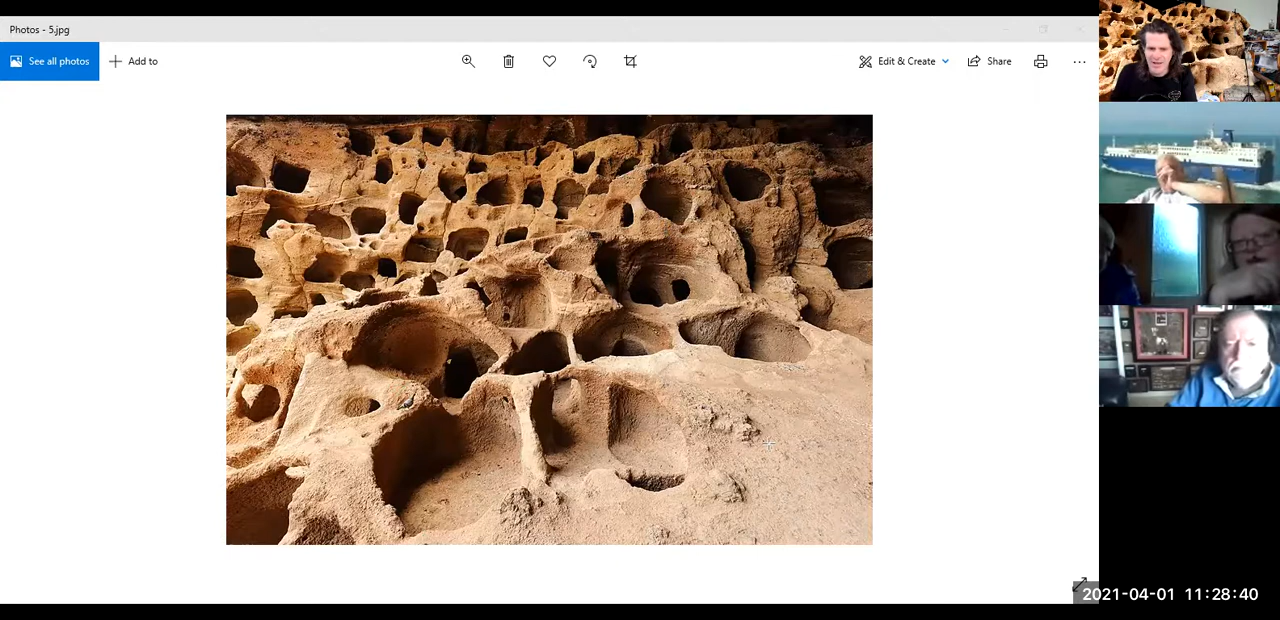 Photos - 5.jpg
See all photos
Add to
Edit & Create
Share
2021-04-01 11:28:40